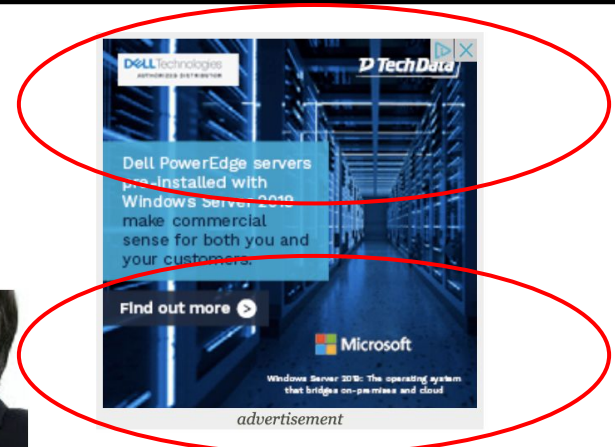 DELLTechnologies
AUTHORIZED DISTRIBUTOR
TechData
Dell PowerEdge servers
pre-installed with
Windows Server 2019
make commercial
sense for both you and
your customers.
Find out more
Microsoft
Windows Server 2019: The operating system
that bridges on-premises and cloud
advertisement